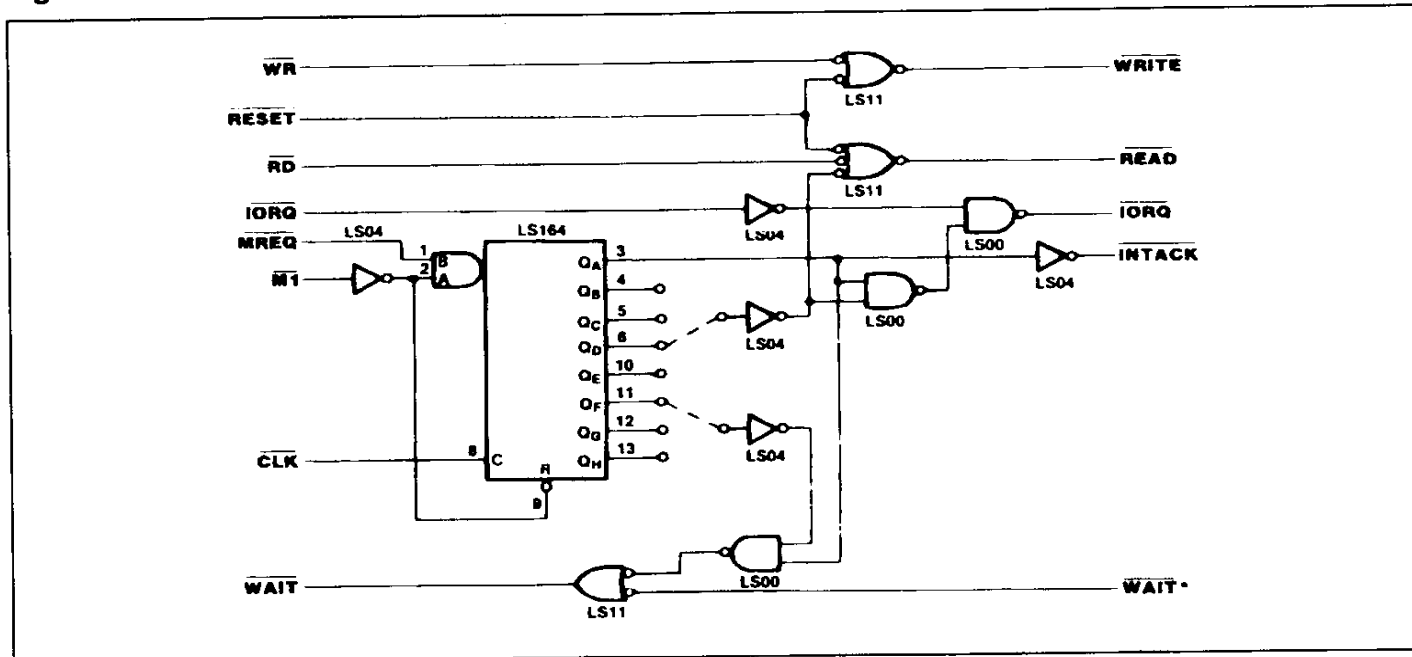 WR WRITE
LS11
RESET
RD READ
LS11
IORQ IORQ
LS04 LS00
MREQ LS04 LS164
1 B QA 3 INTACK
M1 2 A LS04
QB 4
LS00
QC 5
QD 6
LS04
QE 10
QF 11
QG 12
LS04
CLK 8 C QH 13
R
9
LS00
WAIT WAIT*
LS11